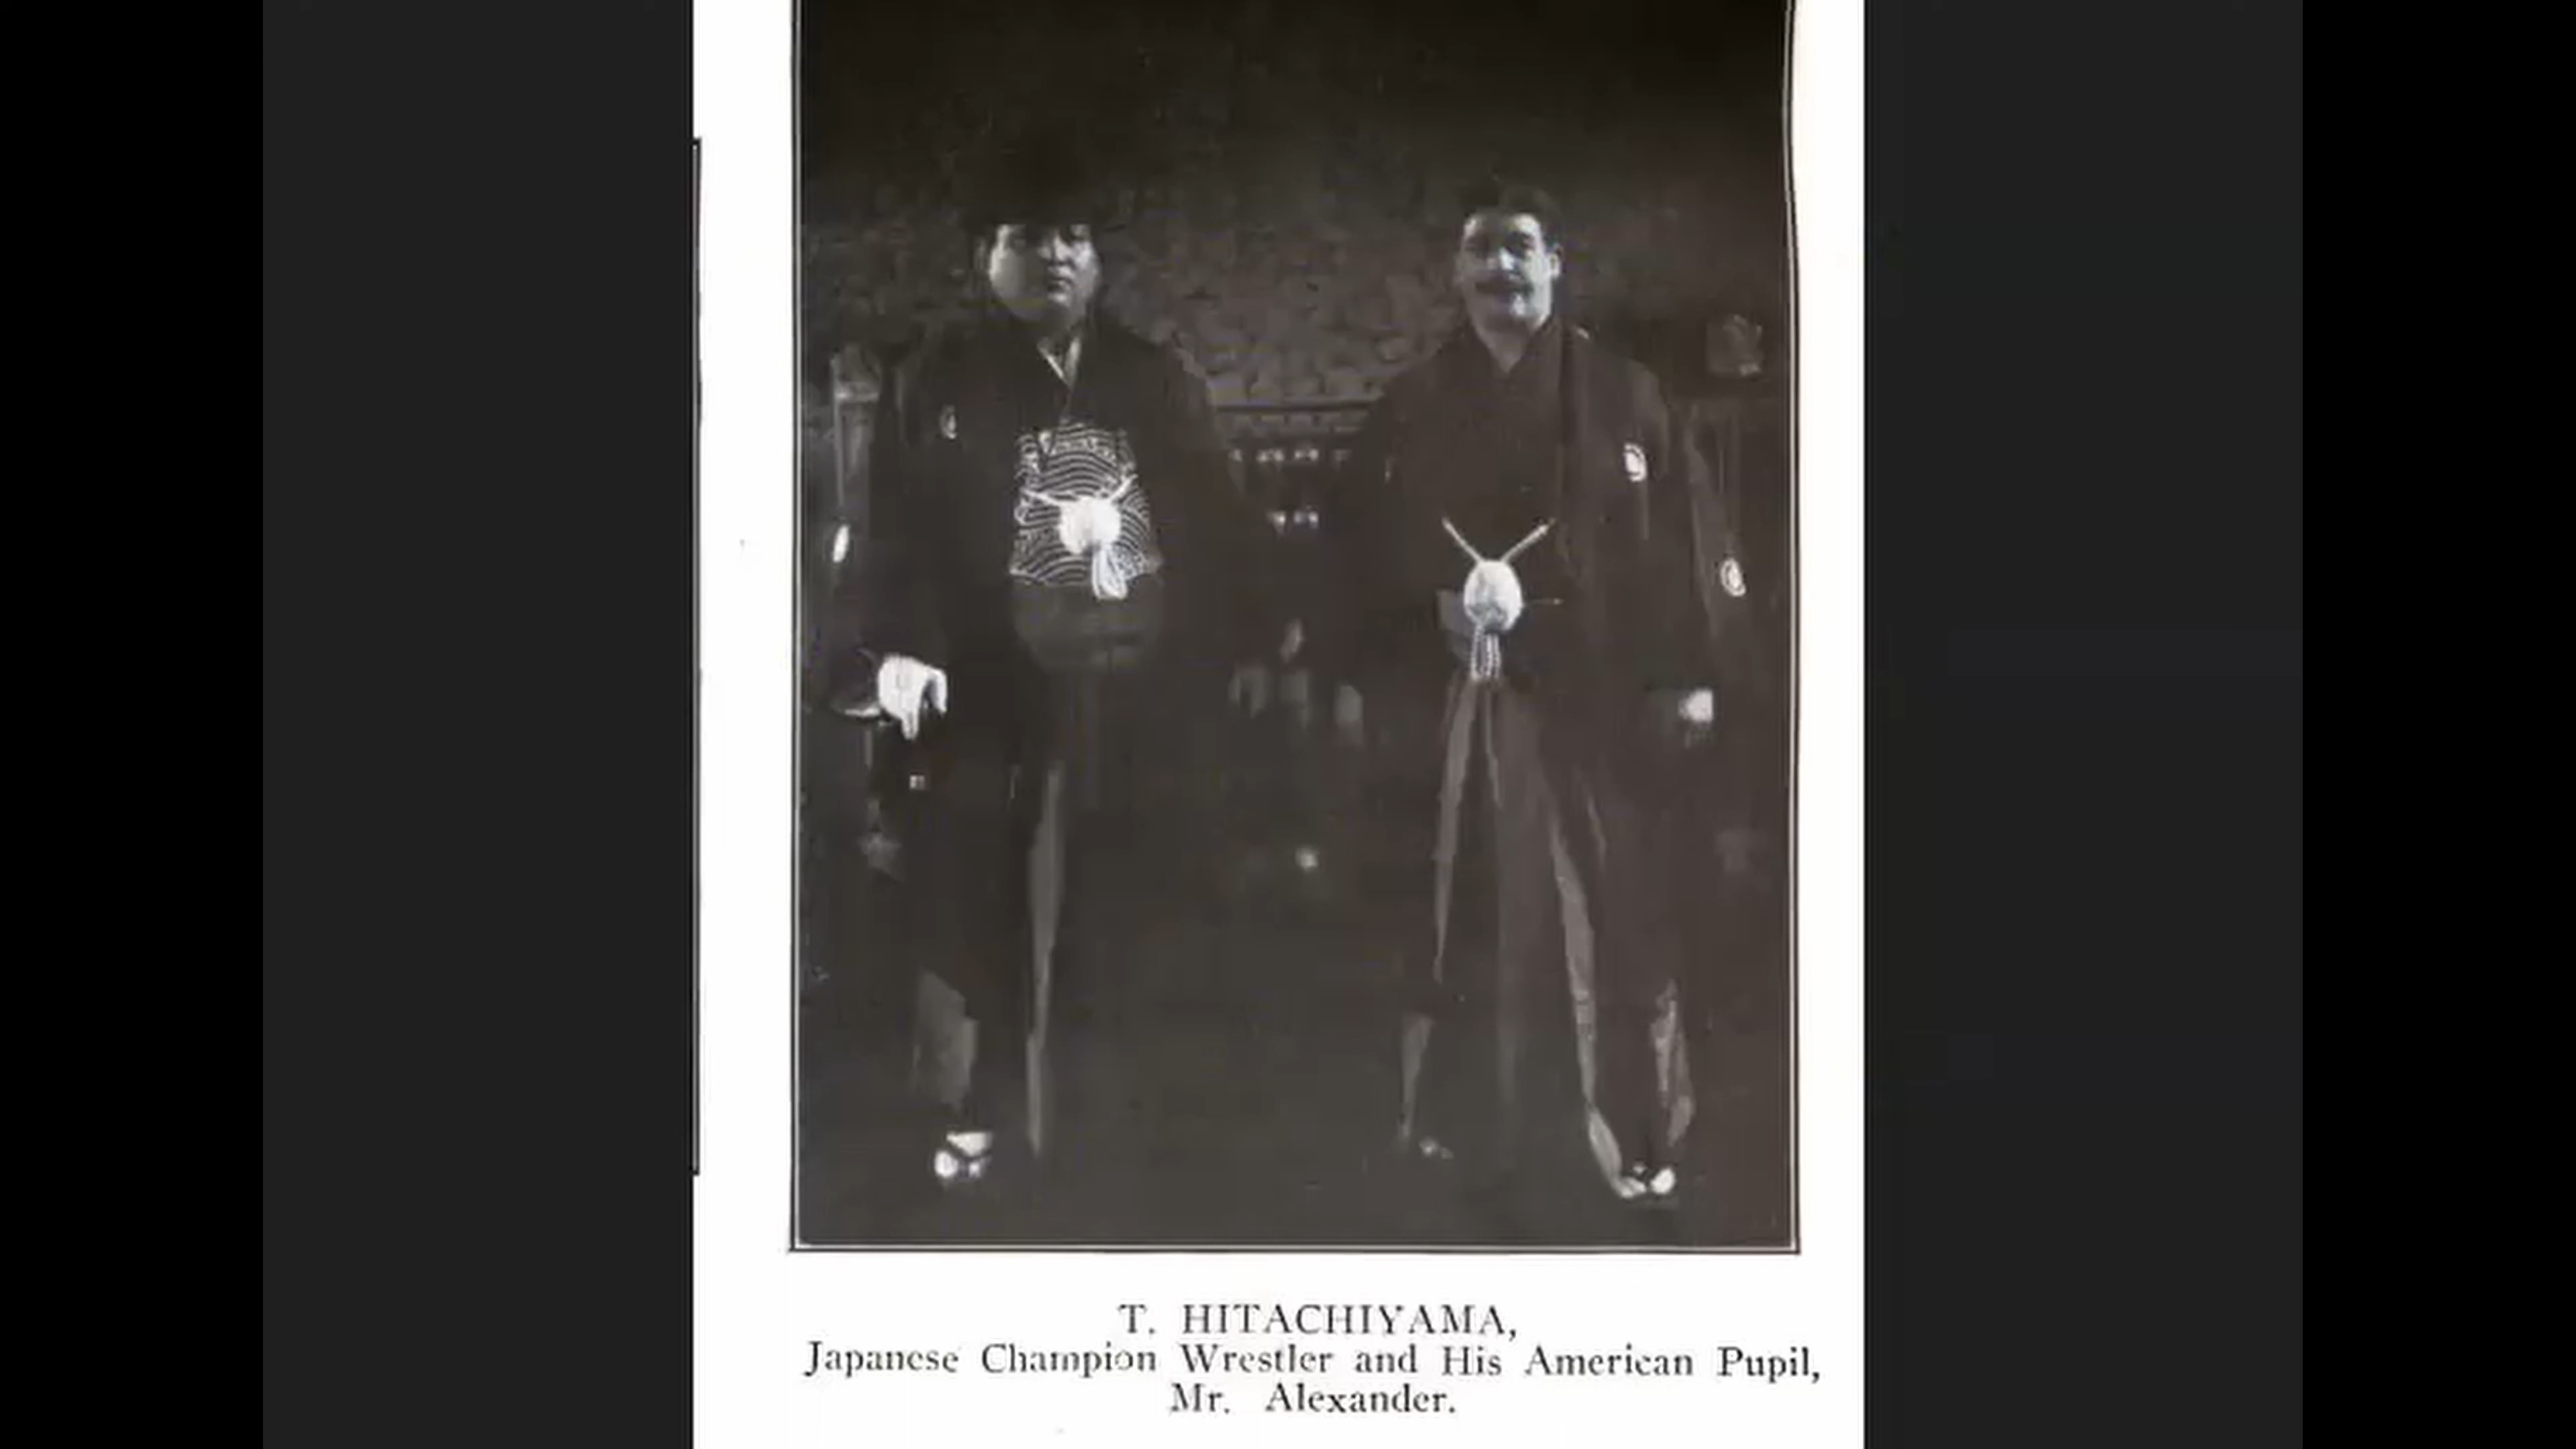 T. HITACHIYAMA,
Japanese Champion Wrestler and His American Pupil,
Mr. Alexander.